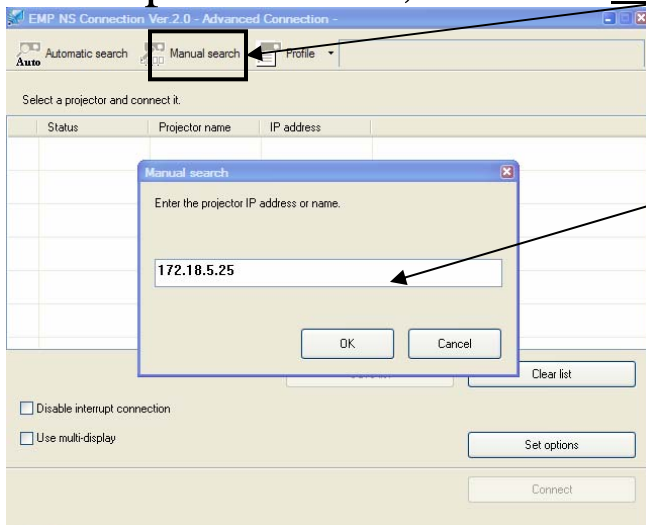 EMP NS Connection Ver.2.0 - Advanced Connection -
Auto Automatic search Manual search Profile
Select a projector and connect it.
Status Projector name IP address
Manual search
Enter the projector IP address or name.
172.18.5.25
OK Cancel
Clear list
Disable interrupt connection
Use multi-display
Set options
Connect